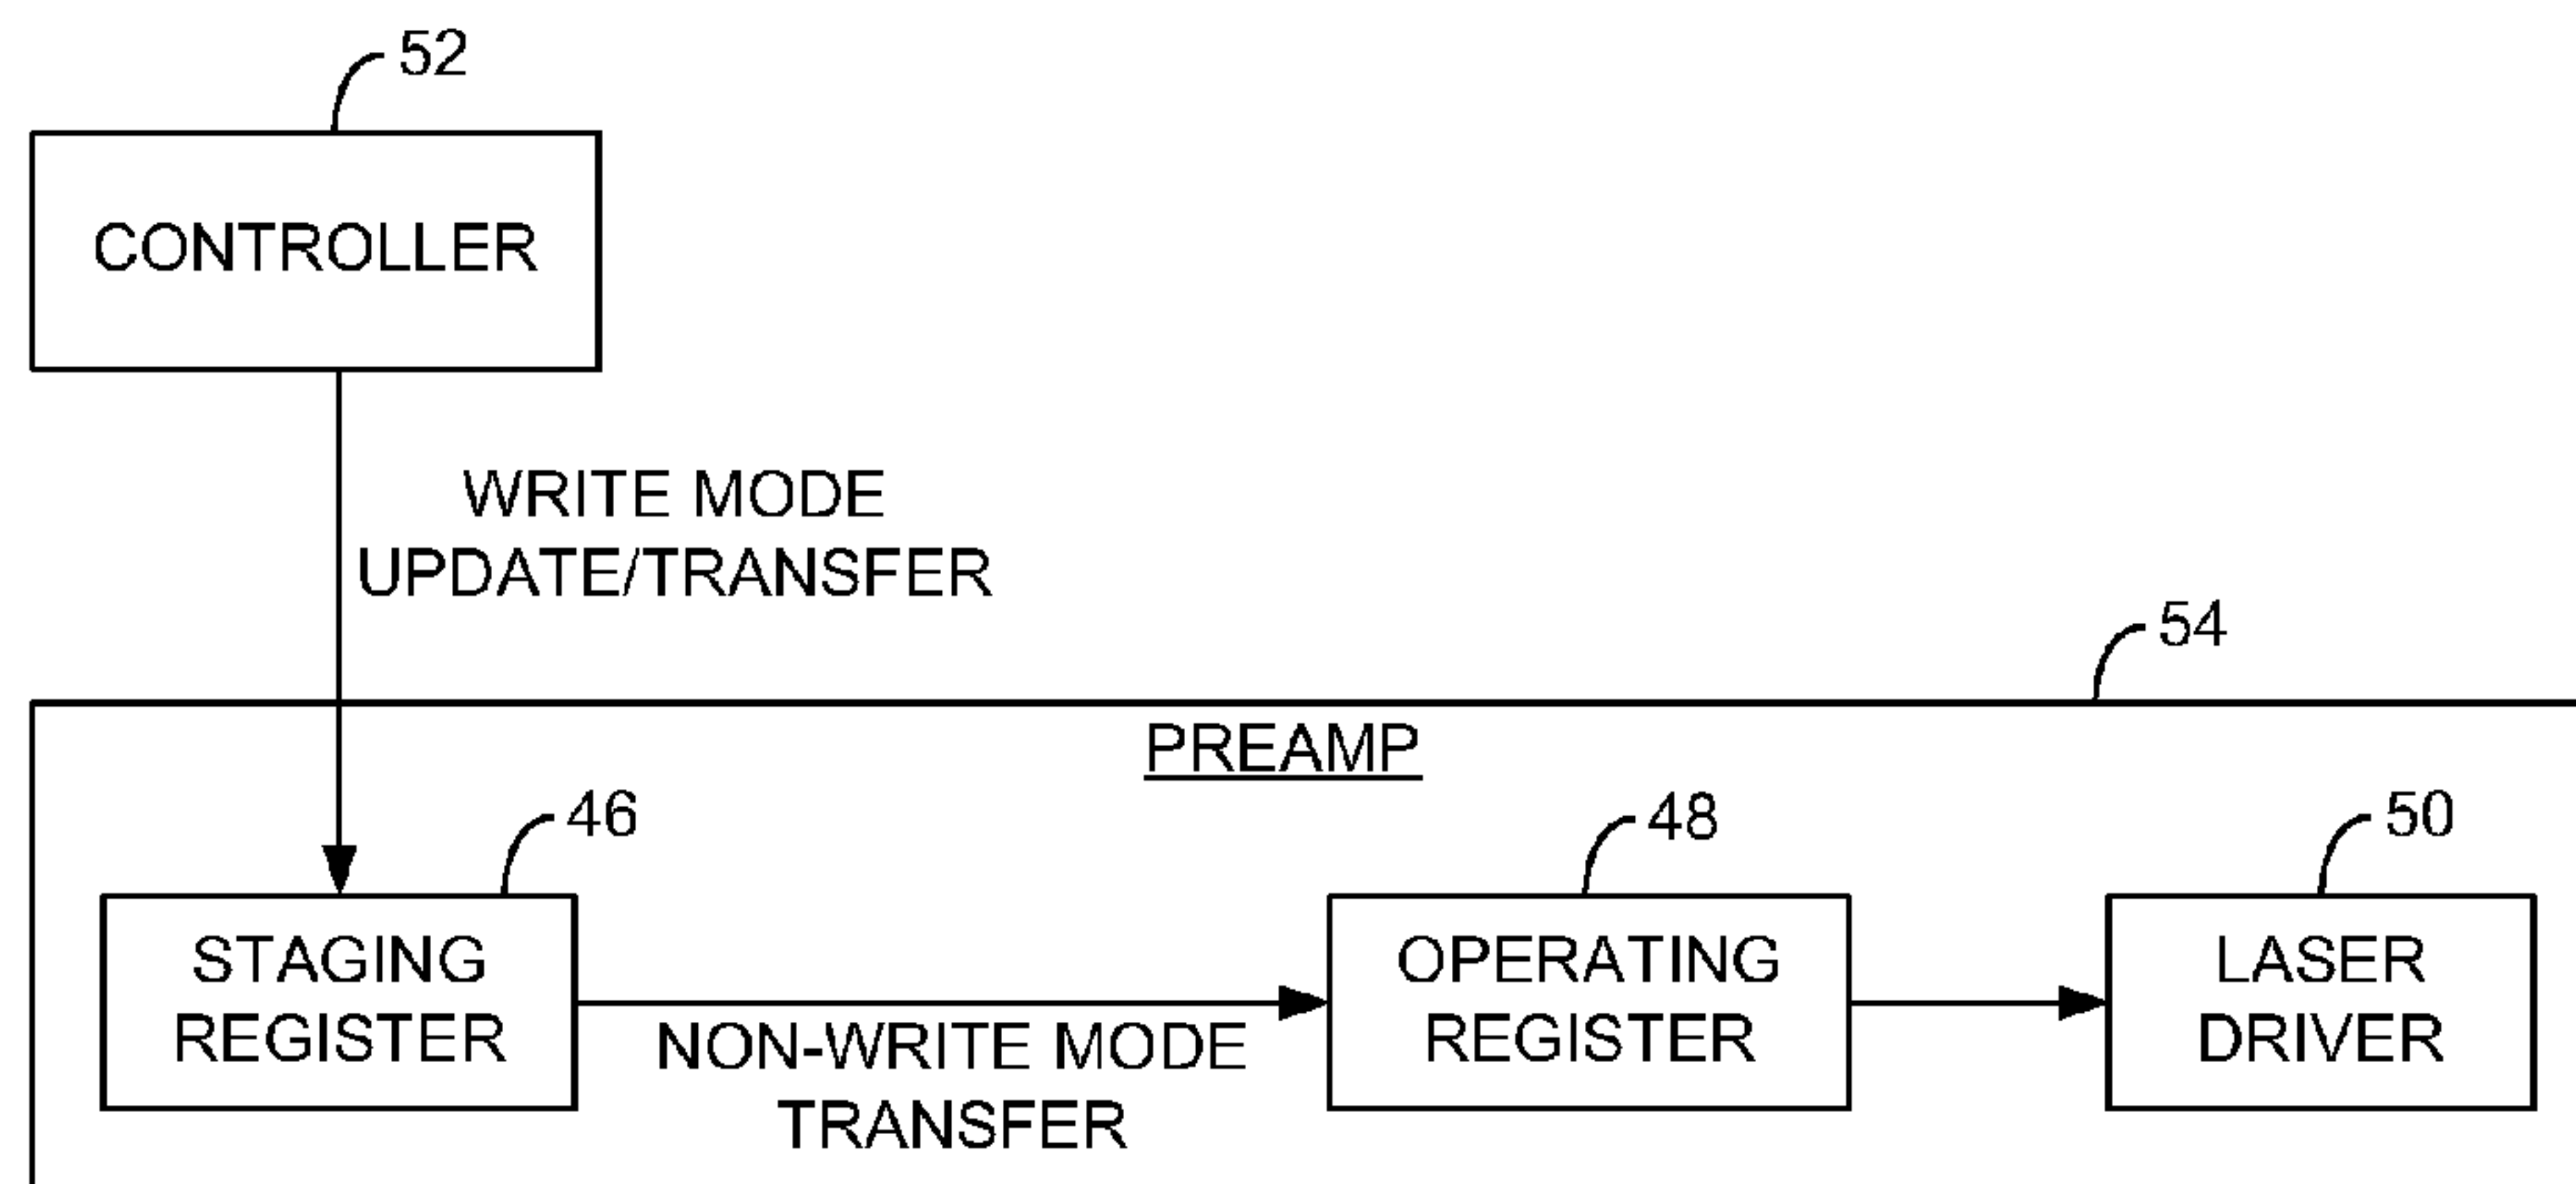 52
CONTROLLER
WRITE MODE
UPDATE/TRANSFER
54
PREAMP
46
48
50
STAGING
REGISTER
NON-WRITE MODE
TRANSFER
OPERATING
REGISTER
LASER
DRIVER